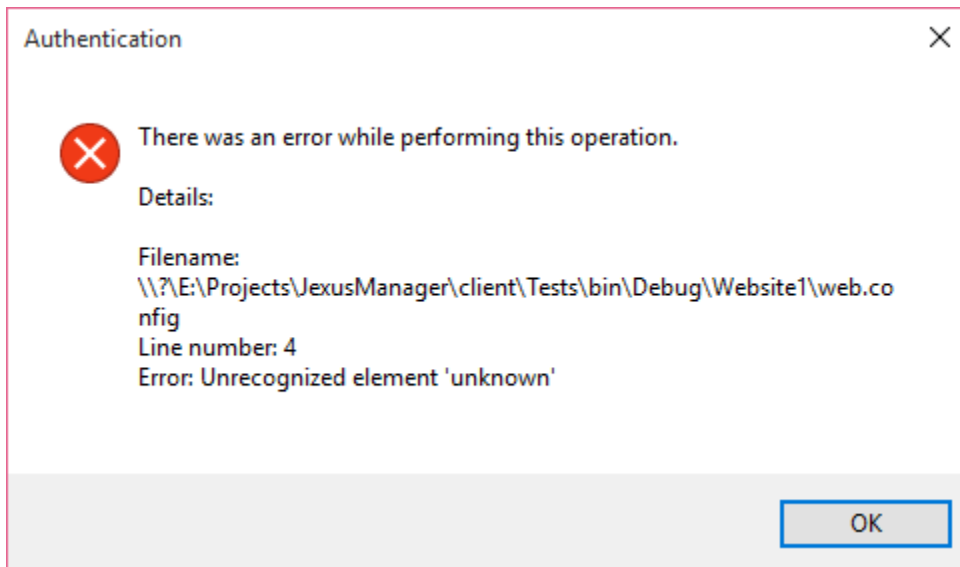 Authentication
There was an error while performing this operation.
Details:
Filename:
\\?\E:\Projects\JexusManager\client\Tests\bin\Debug\Website1\web.co
nfig
Line number: 4
Error: Unrecognized element 'unknown'
OK